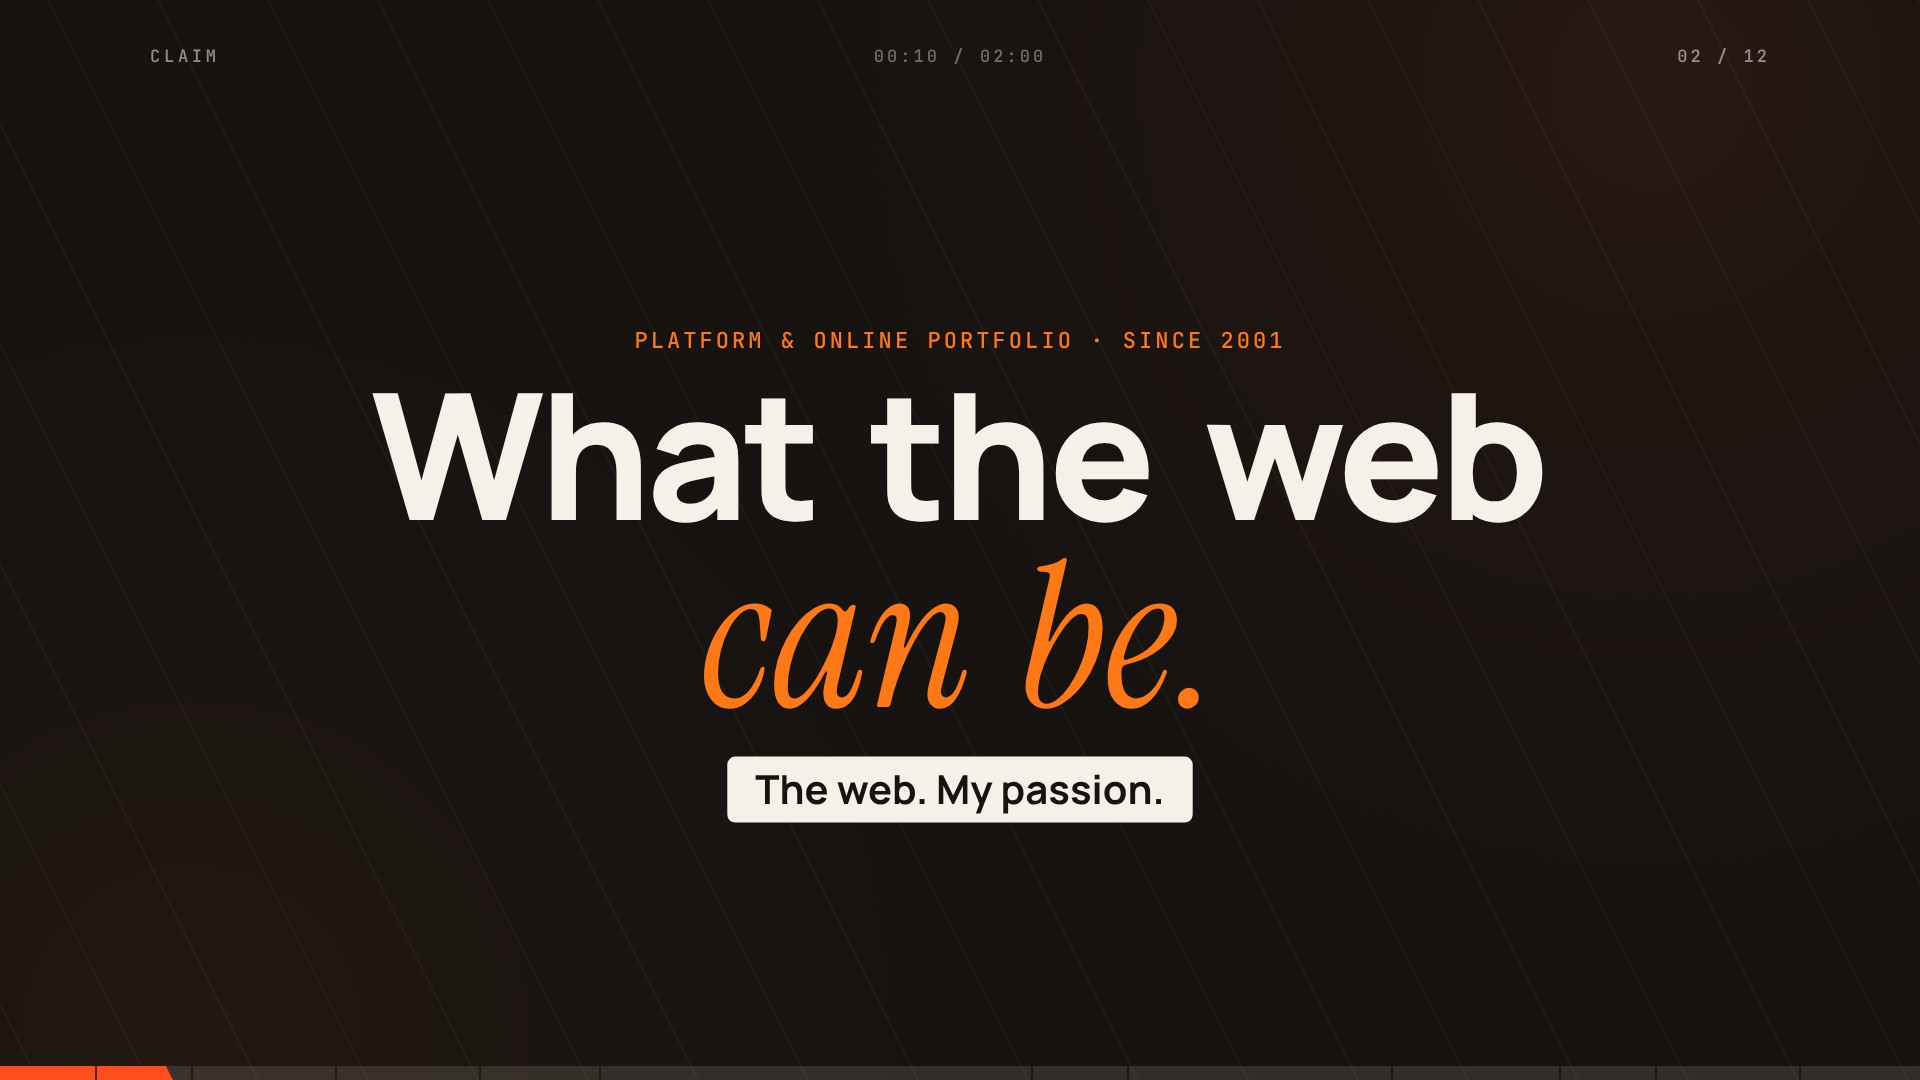 CLAIM
00:10 / 02:00
02 / 12
PLATFORM & ONLINE PORTFOLIO · SINCE 2001
What the web
can be.
The web. My passion.